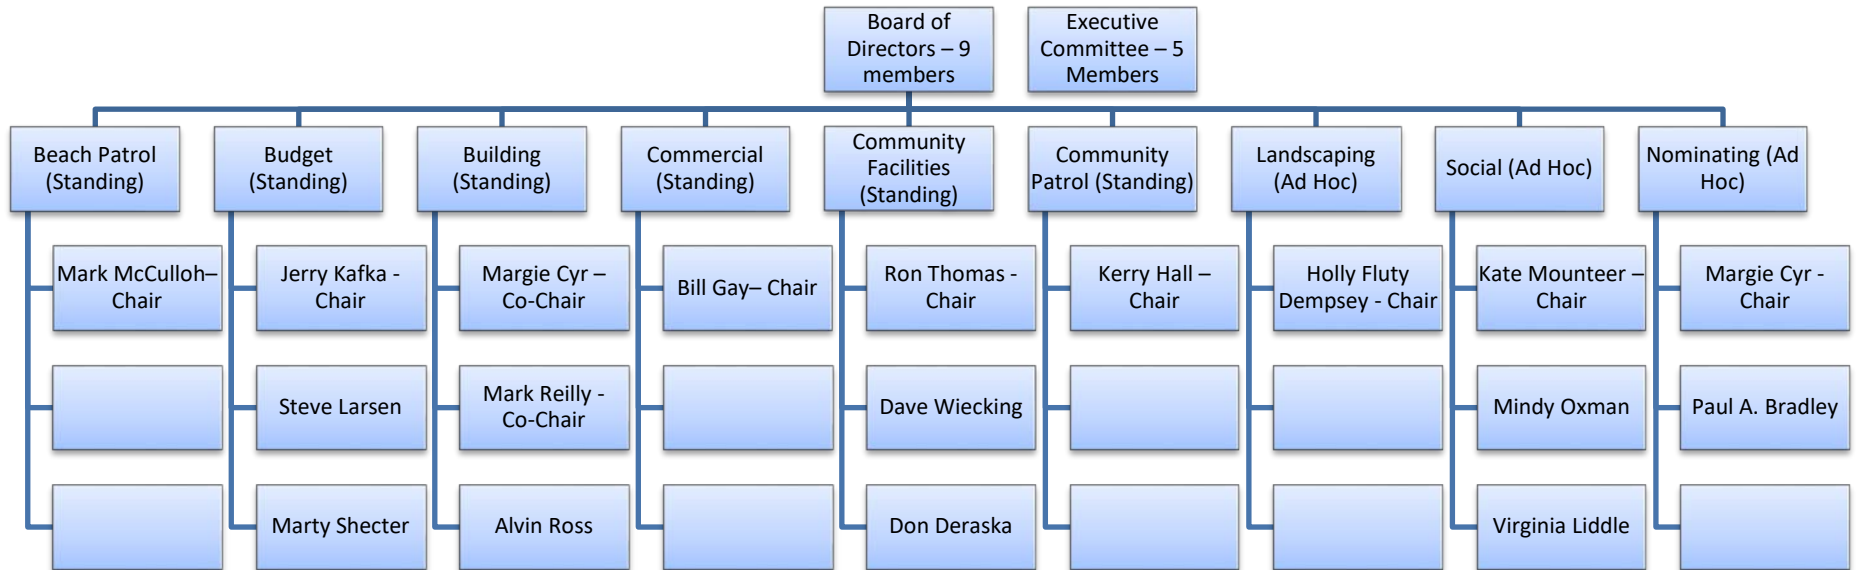 Board of
Directors – 9
members
Executive
Committee – 5
Members
Beach Patrol
(Standing)
Budget
(Standing)
Building
(Standing)
Commercial
(Standing)
Community
Facilities
(Standing)
Community
Patrol (Standing)
Landscaping
(Ad Hoc)
Social (Ad Hoc)
Nominating (Ad
Hoc)
Mark McCulloh–
Chair
Jerry Kafka -
Chair
Margie Cyr –
Co-Chair
Bill Gay– Chair
Ron Thomas -
Chair
Kerry Hall –
Chair
Holly Fluty
Dempsey - Chair
Kate Mounteer –
Chair
Margie Cyr -
Chair
Steve Larsen
Mark Reilly -
Co-Chair
Dave Wiecking
Mindy Oxman
Paul A. Bradley
Marty Shecter
Alvin Ross
Don Deraska
Virginia Liddle